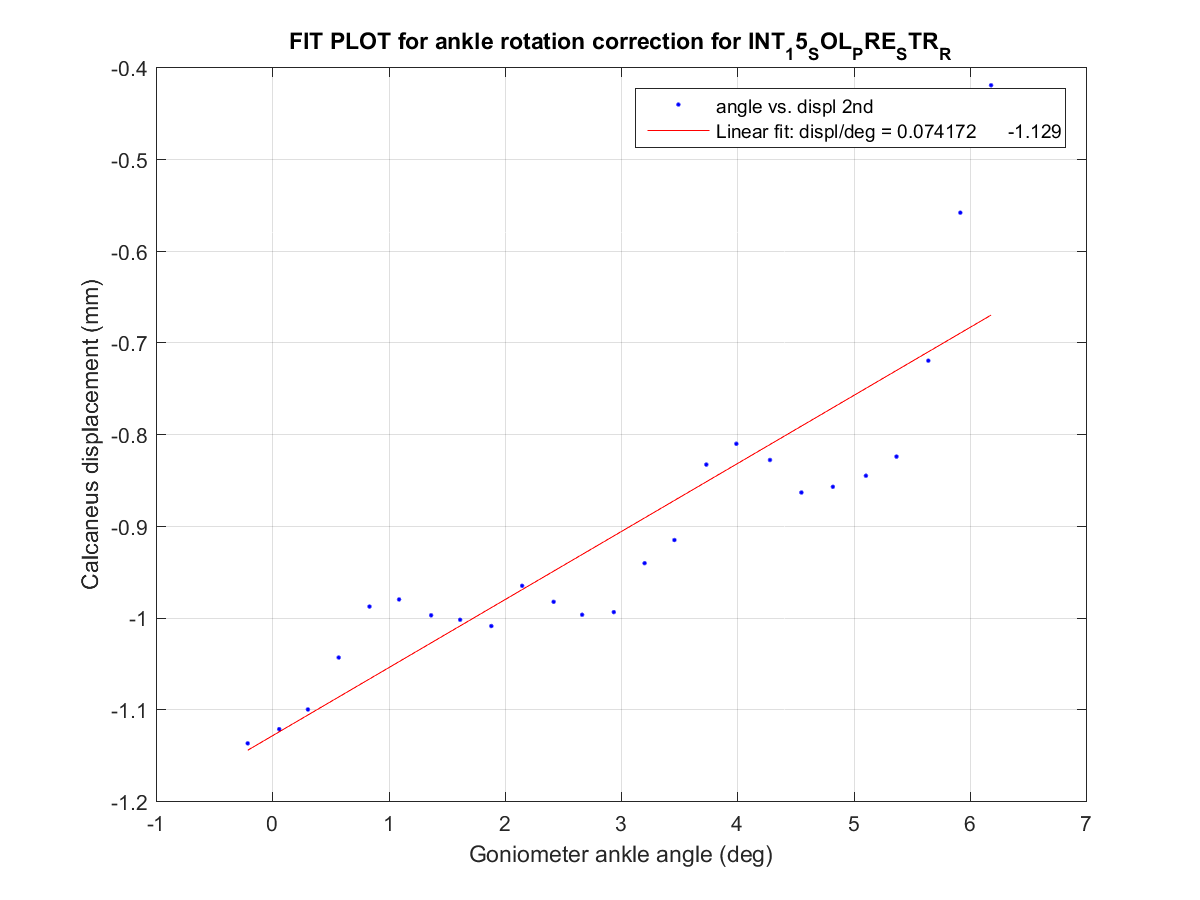 FIT PLOT for ankle rotation correction for INT₁5ₛOLₚREₛTRᵣ
angle vs. displ 2nd
Linear fit: displ/deg = 0.074172 -1.129
-0.4
-0.5
-0.6
-0.7
-0.8
-0.9
-1
-1.1
-1.2
Calcaneus displacement (mm)
-1 0 1 2 3 4 5 6 7
Goniometer ankle angle (deg)